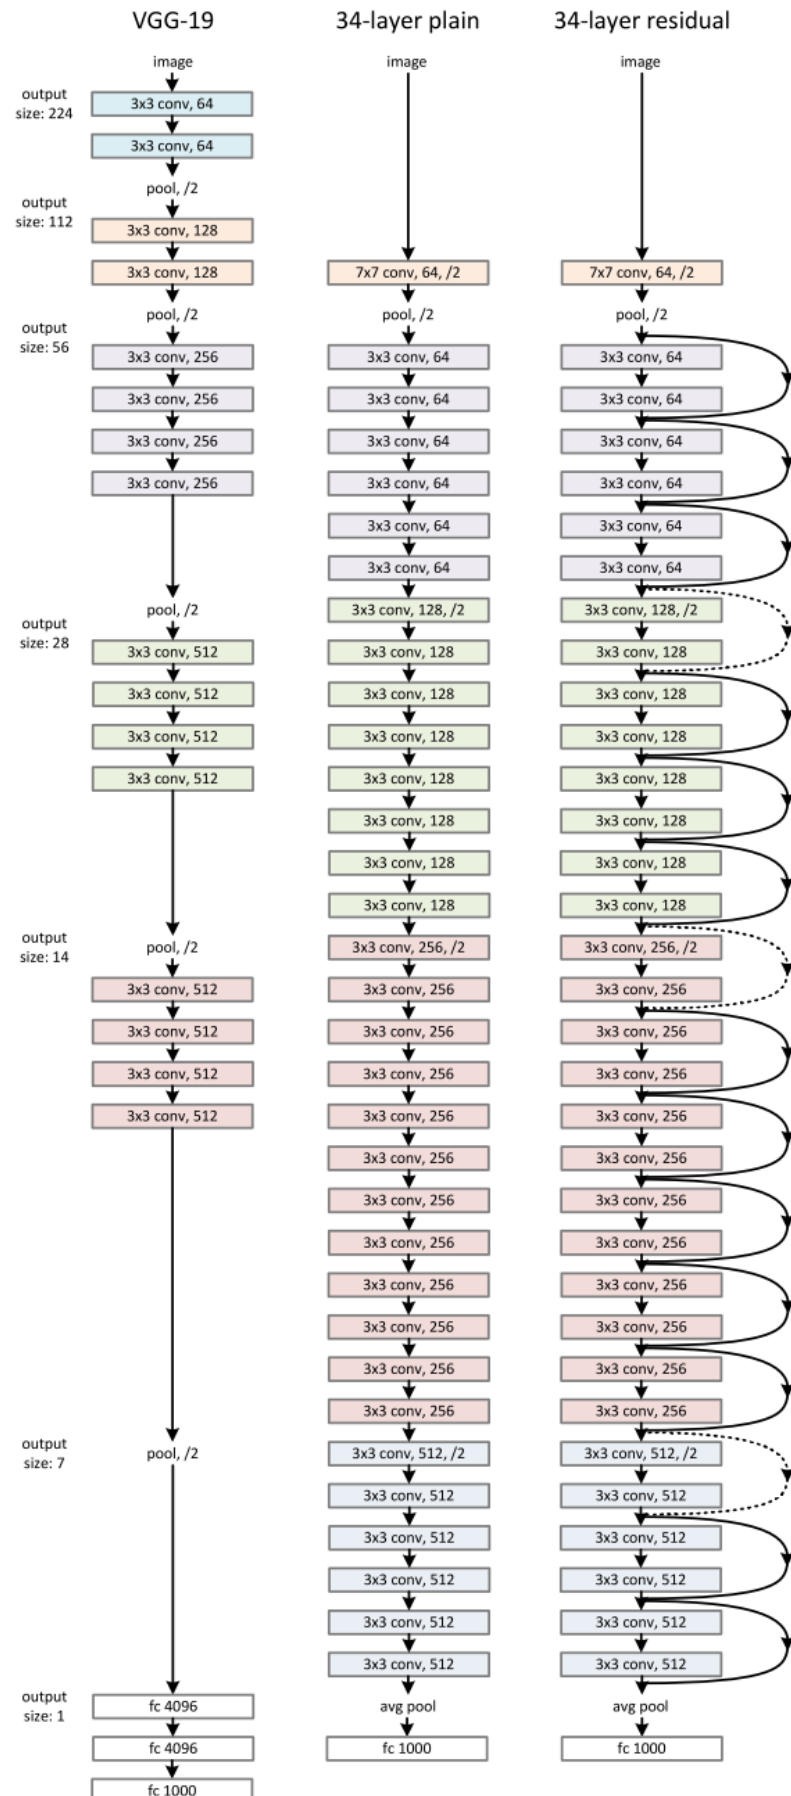 VGG-19
image
output
size: 224
3x3 conv, 64
3x3 conv, 64
pool, /2
output
size: 112
3x3 conv, 128
3x3 conv, 128
pool, /2
output
size: 56
3x3 conv, 256
3x3 conv, 256
3x3 conv, 256
3x3 conv, 256
pool, /2
output
size: 28
3x3 conv, 512
3x3 conv, 512
3x3 conv, 512
3x3 conv, 512
pool, /2
output
size: 14
3x3 conv, 512
3x3 conv, 512
3x3 conv, 512
3x3 conv, 512
pool, /2
output
size: 7
output
size: 1
fc 4096
fc 4096
fc 1000
34-layer plain
image
7x7 conv, 64, /2
pool, /2
3x3 conv, 64
3x3 conv, 64
3x3 conv, 64
3x3 conv, 64
3x3 conv, 64
3x3 conv, 64
3x3 conv, 128, /2
3x3 conv, 128
3x3 conv, 128
3x3 conv, 128
3x3 conv, 128
3x3 conv, 128
3x3 conv, 128
3x3 conv, 128
3x3 conv, 256, /2
3x3 conv, 256
3x3 conv, 256
3x3 conv, 256
3x3 conv, 256
3x3 conv, 256
3x3 conv, 256
3x3 conv, 256
3x3 conv, 256
3x3 conv, 256
3x3 conv, 256
3x3 conv, 256
3x3 conv, 512, /2
3x3 conv, 512
3x3 conv, 512
3x3 conv, 512
3x3 conv, 512
3x3 conv, 512
avg pool
fc 1000
34-layer residual
image
7x7 conv, 64, /2
pool, /2
3x3 conv, 64
3x3 conv, 64
3x3 conv, 64
3x3 conv, 64
3x3 conv, 64
3x3 conv, 64
3x3 conv, 128, /2
3x3 conv, 128
3x3 conv, 128
3x3 conv, 128
3x3 conv, 128
3x3 conv, 128
3x3 conv, 128
3x3 conv, 128
3x3 conv, 256, /2
3x3 conv, 256
3x3 conv, 256
3x3 conv, 256
3x3 conv, 256
3x3 conv, 256
3x3 conv, 256
3x3 conv, 256
3x3 conv, 256
3x3 conv, 256
3x3 conv, 256
3x3 conv, 256
3x3 conv, 512, /2
3x3 conv, 512
3x3 conv, 512
3x3 conv, 512
3x3 conv, 512
3x3 conv, 512
avg pool
fc 1000